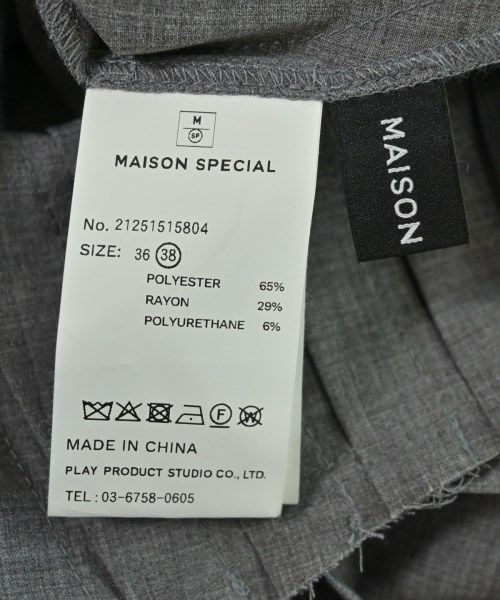 M
SP
MAISON SPECIAL
No. 21251515804
SIZE: 36 38
POLYESTER 65%
RAYON 29%
POLYURETHANE 6%
F W
MADE IN CHINA
PLAY PRODUCT STUDIO CO., LTD.
TEL : 03-6758-0605
MAISON